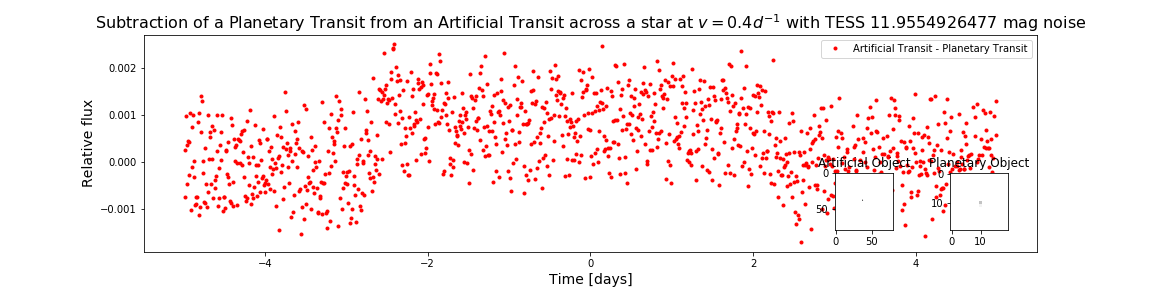 Subtraction of a Planetary Transit from an Artificial Transit across a star at v = 0.4d⁻¹ with TESS 11.9554926477 mag noise
Artificial Transit - Planetary Transit
Relative flux
0.002
0.001
0.000
−0.001
Artificial Object
Planetary Object
0
50
0
50
0
10
0
10
−4
−2
0
2
4
Time [days]